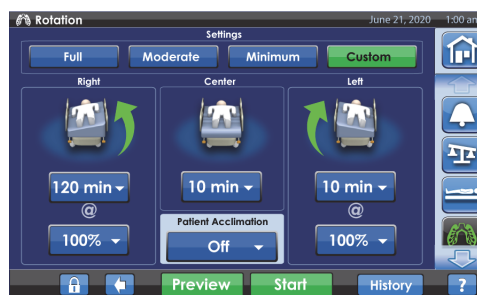 Rotation
June 21, 2020 1:00 am
Settings
Full Moderate Minimum Custom
Right Center Left
120 min 10 min 10 min
@ @
Patient Acclimation
100% Off 100%
Preview Start History ?